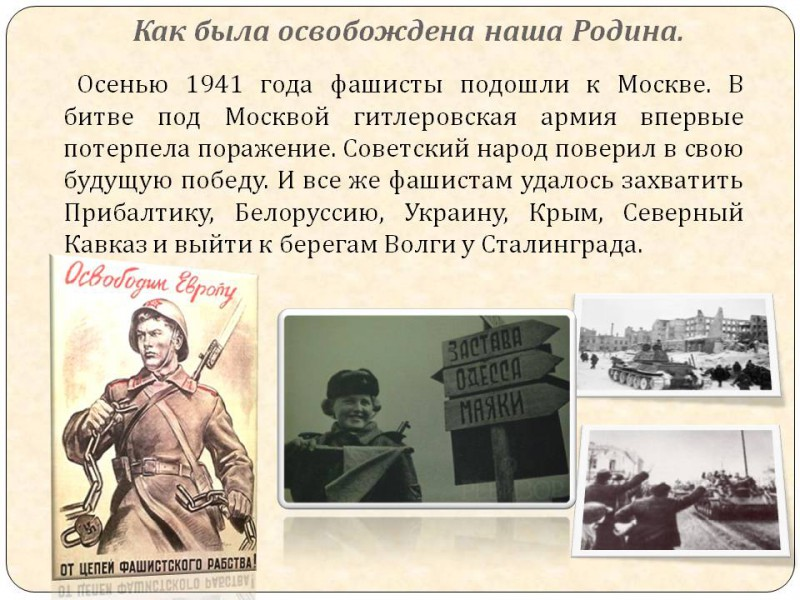 Как была освобождена наша Родина.
Осенью 1941 года фашисты подошли к Москве. В
битве под Москвой гитлеровская армия впервые
потерпела поражение. Советский народ поверил в свою
будущую победу. И все же фашистам удалось захватить
Прибалтику, Белоруссию, Украину, Крым, Северный
Кавказ и выйти к берегам Волги у Сталинграда.
Освободим Европу
ОТ ЦЕПЕЙ ФАШИСТСКОГО РАБСТВА!
ЗАСТАВА
ОДЕССА
МАЯКИ